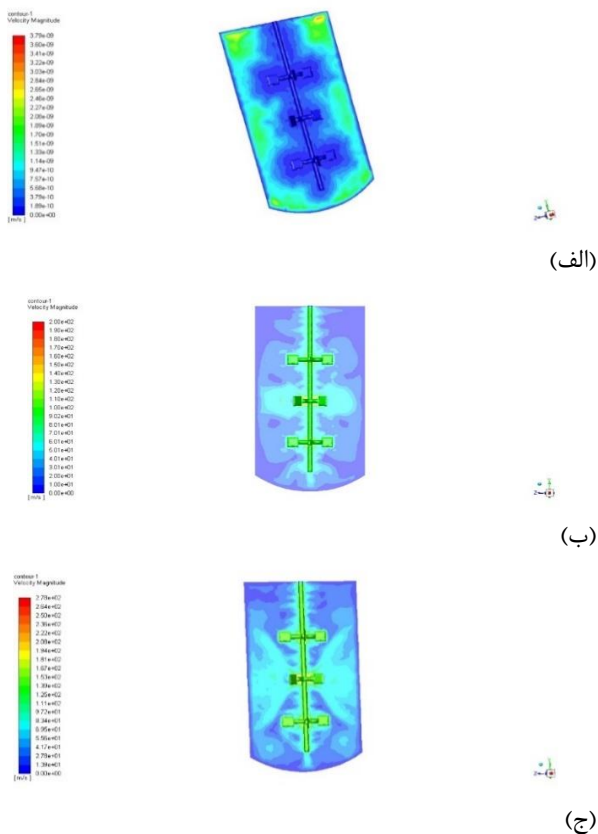 contour-1
Velocity Magnitude
3.79e-09
3.60e-09
3.41e-09
3.22e-09
3.03e-09
2.84e-09
2.65e-09
2.46e-09
2.27e-09
2.08e-09
1.89e-09
1.70e-09
1.51e-09
1.33e-09
1.14e-09
9.47e-10
7.57e-10
5.68e-10
3.79e-10
1.89e-10
0.00e+00
[m/s ]
(الف)
contour-1
Velocity Magnitude
2.00e+02
1.90e+02
1.80e+02
1.70e+02
1.60e+02
1.50e+02
1.40e+02
1.30e+02
1.20e+02
1.10e+02
1.00e+02
9.02e+01
8.01e+01
7.01e+01
6.01e+01
5.01e+01
4.01e+01
3.01e+01
2.00e+01
1.00e+01
0.00e+00
[m/s ]
Z
(ب)
contour-1
Velocity Magnitude
2.78e+02
2.64e+02
2.50e+02
2.36e+02
2.22e+02
2.08e+02
1.94e+02
1.81e+02
1.67e+02
1.53e+02
1.39e+02
1.25e+02
1.11e+02
9.72e+01
8.34e+01
6.95e+01
5.56e+01
4.17e+01
2.78e+01
1.39e+01
0.00e+00
[m/s ]
Z
(ج)